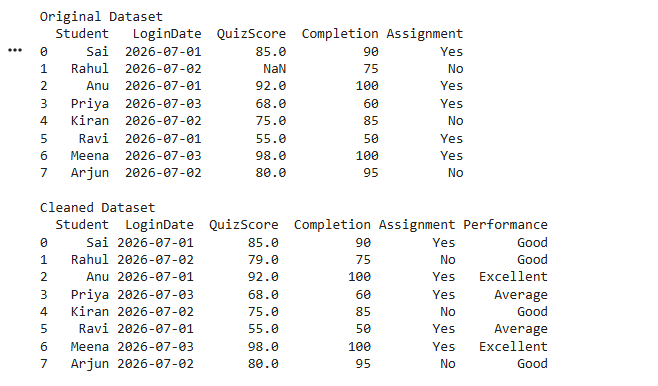 Original Dataset
Student LoginDate QuizScore Completion Assignment
0 Sai 2026-07-01 85.0 90 Yes
1 Rahul 2026-07-02 NaN 75 No
2 Anu 2026-07-01 92.0 100 Yes
3 Priya 2026-07-03 68.0 60 Yes
4 Kiran 2026-07-02 75.0 85 No
5 Ravi 2026-07-01 55.0 50 Yes
6 Meena 2026-07-03 98.0 100 Yes
7 Arjun 2026-07-02 80.0 95 No
Cleaned Dataset
Student LoginDate QuizScore Completion Assignment Performance
0 Sai 2026-07-01 85.0 90 Yes Good
1 Rahul 2026-07-02 79.0 75 No Good
2 Anu 2026-07-01 92.0 100 Yes Excellent
3 Priya 2026-07-03 68.0 60 Yes Average
4 Kiran 2026-07-02 75.0 85 No Good
5 Ravi 2026-07-01 55.0 50 Yes Average
6 Meena 2026-07-03 98.0 100 Yes Excellent
7 Arjun 2026-07-02 80.0 95 No Good